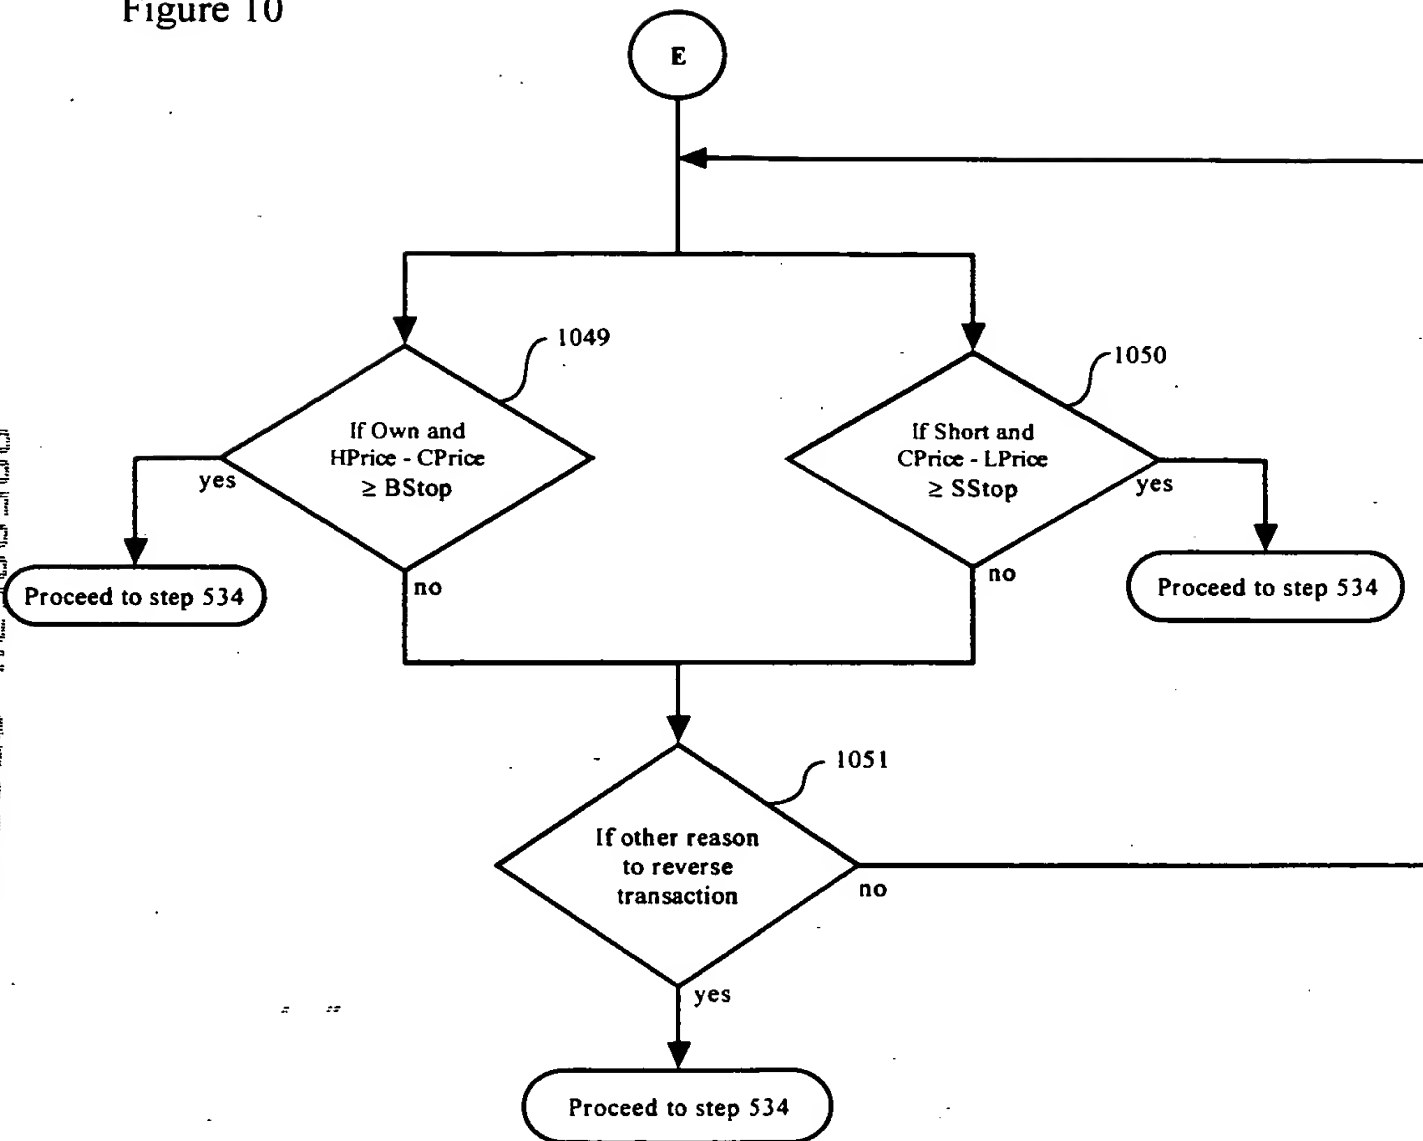 Figure 10
E
1049
1050
If Own and
HPrice - CPrice
≥ BStop
If Short and
CPrice - LPrice
≥ SStop
yes
yes
no
no
Proceed to step 534
Proceed to step 534
1051
If other reason
to reverse
transaction
no
yes
Proceed to step 534